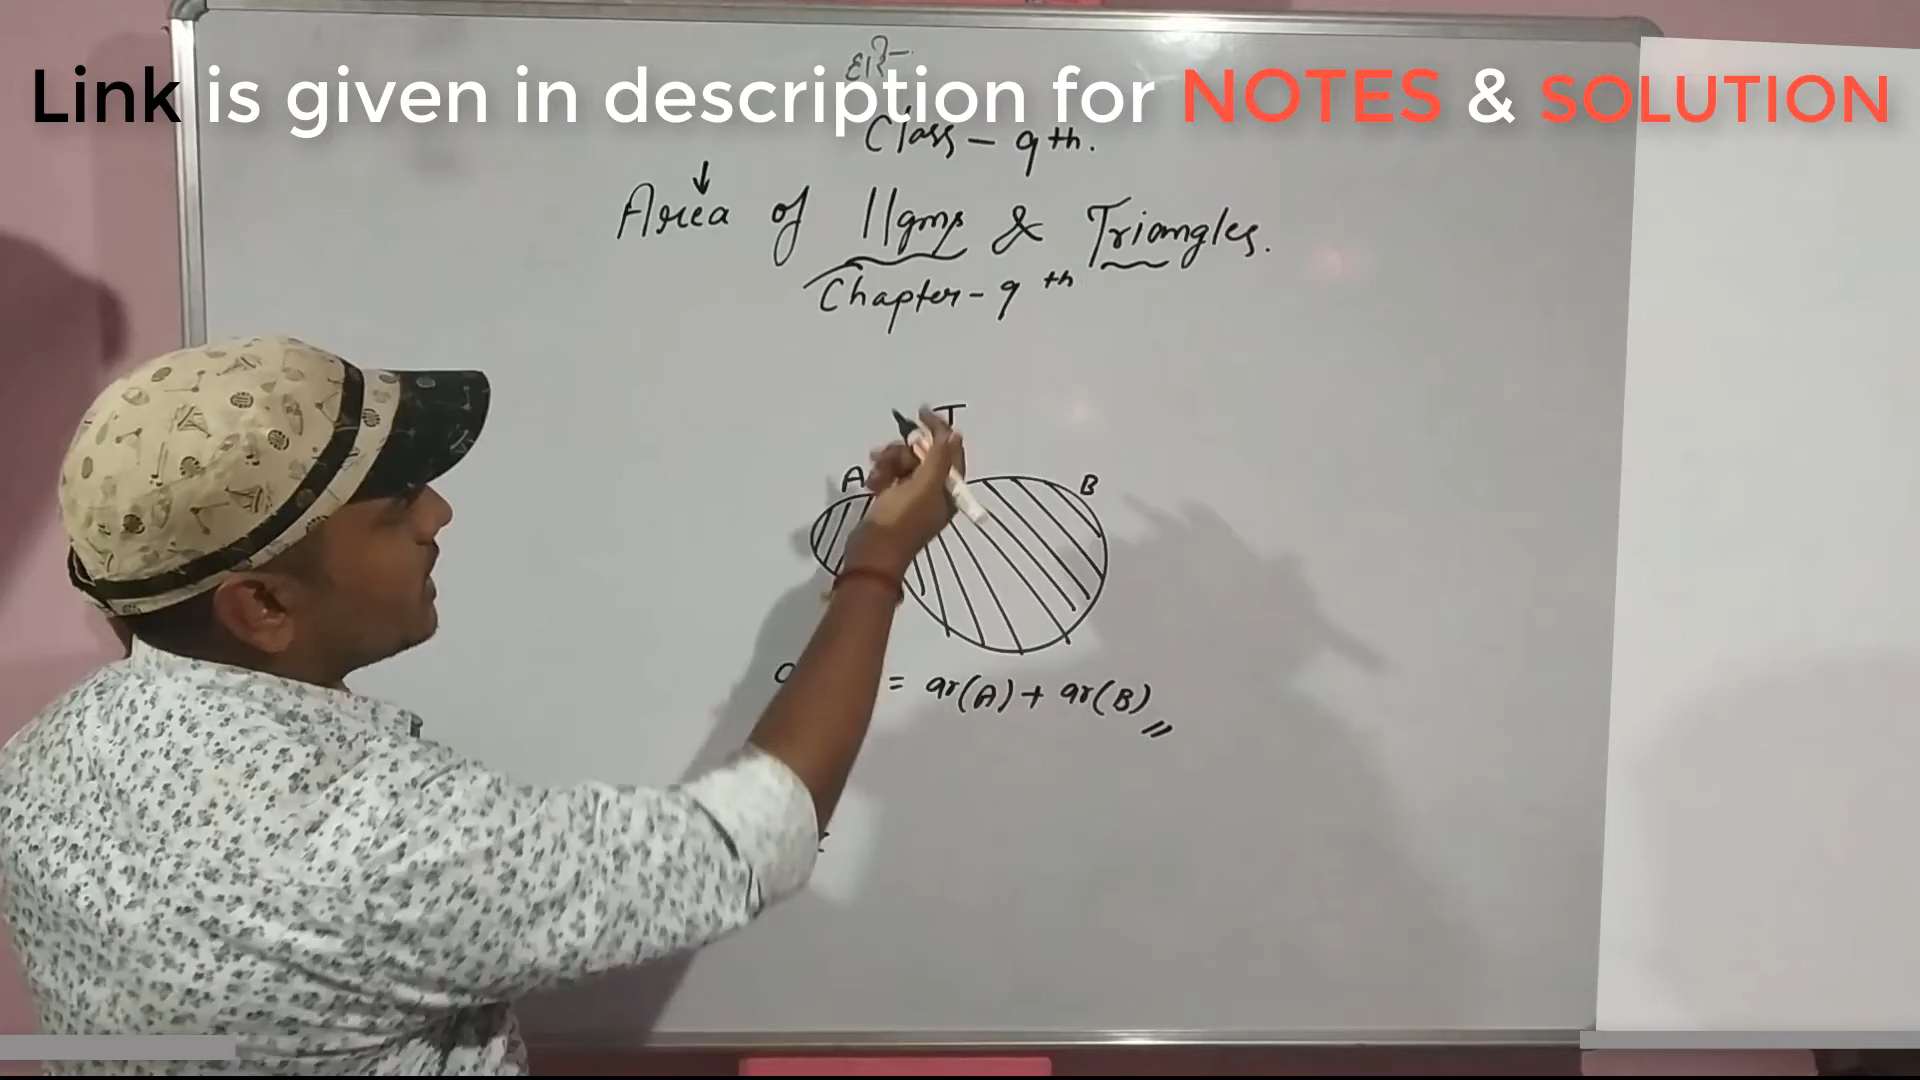 Link is given in description for NOTES & SOLUTION
Class - 9th.
Area of ||gms & Triangles.
Chapter - 9th
T
A B
= ar(A) + ar(B)